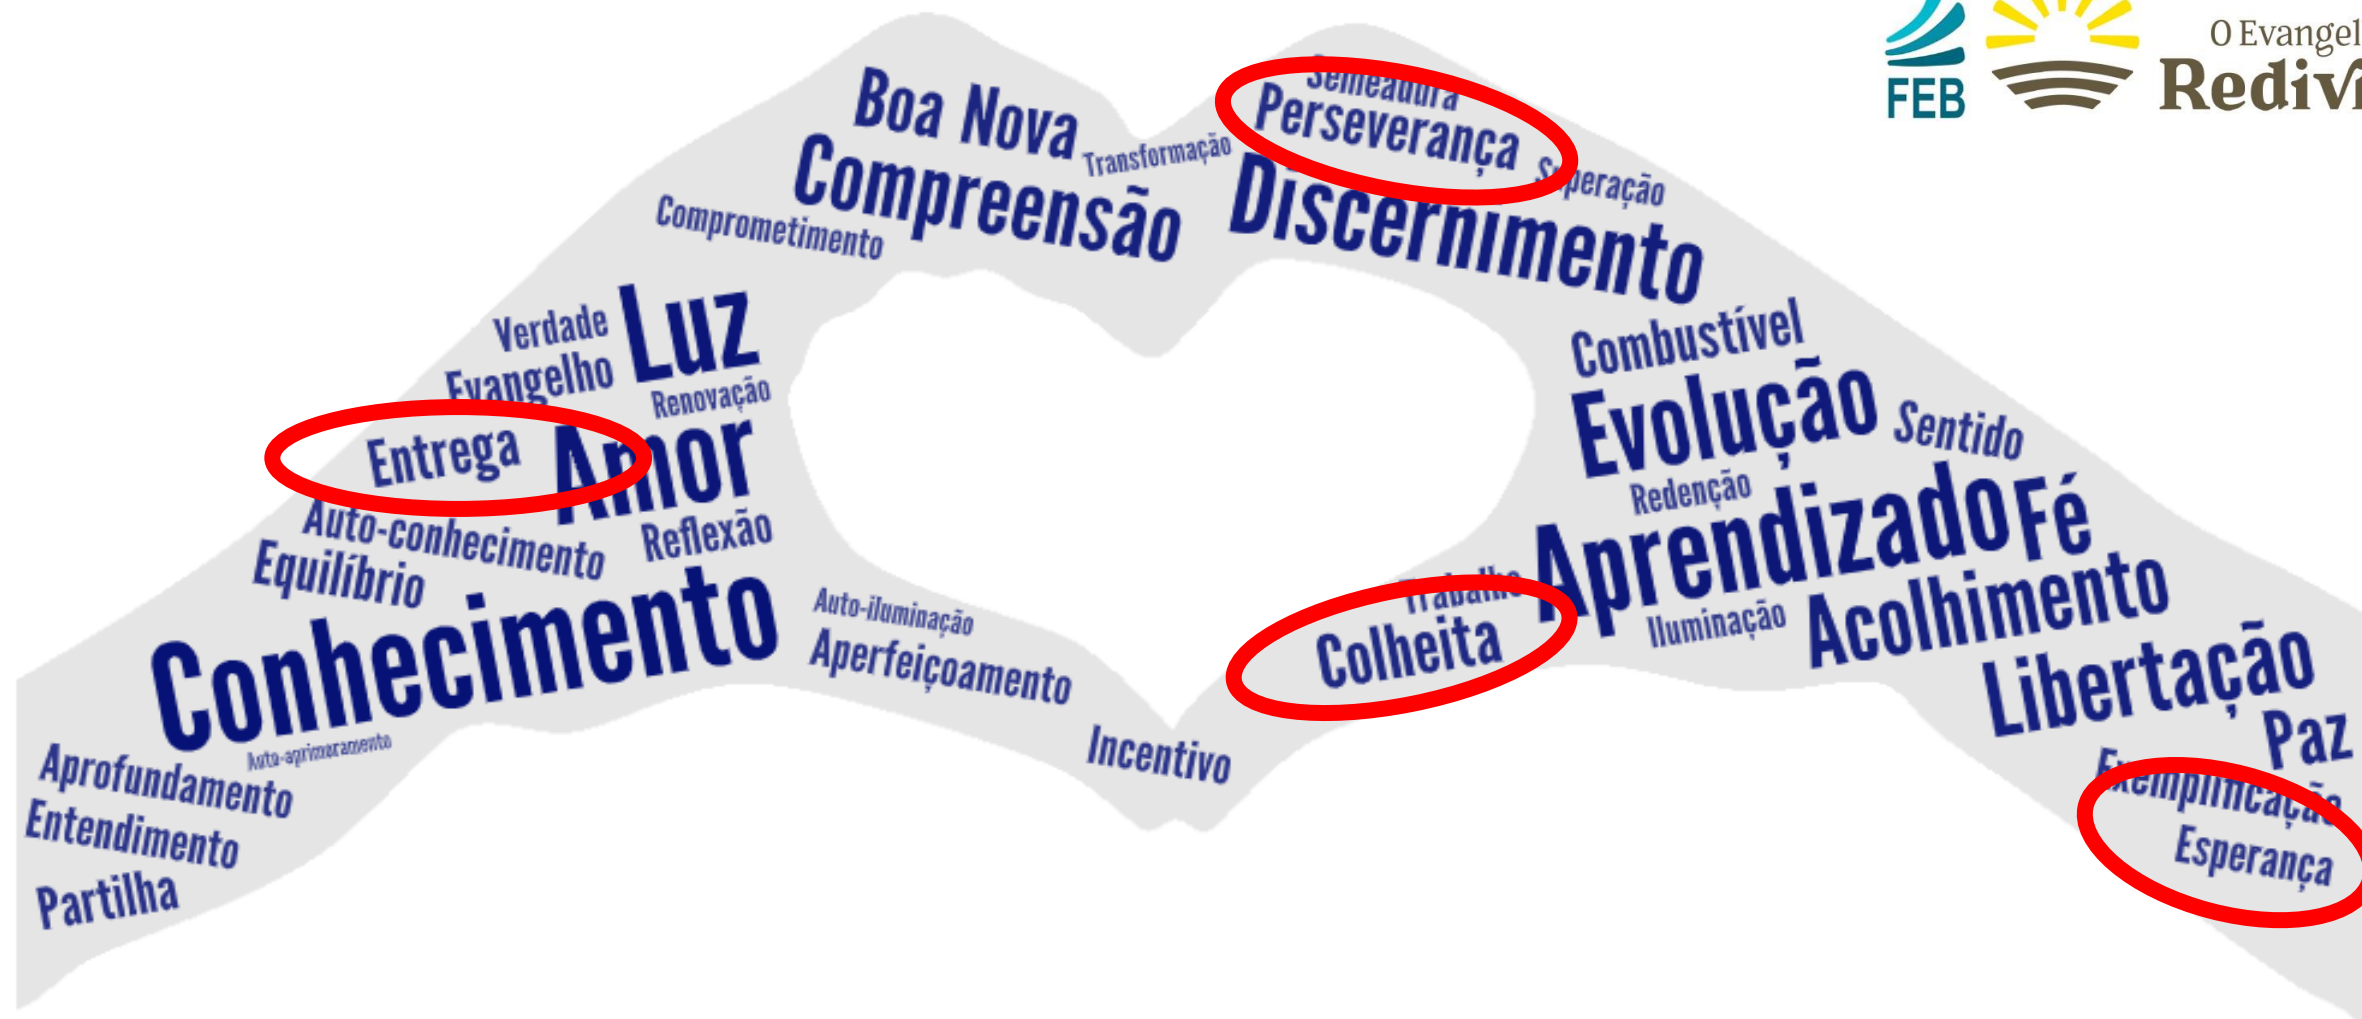 FEB
O Evangel
Redivi
Boa Nova
Transformação
Compreensão
Comprometimento
Semeadura
Perseverança
Superação
Discernimento
Verdade
Luz
Evangelho
Renovação
Entrega
Amor
Auto-conhecimento
Reflexão
Equilíbrio
Conhecimento
Auto-iluminação
Aperfeiçoamento
Auto-aprimoramento
Aprofundamento
Entendimento
Partilha
Incentivo
Combustível
Evolução
Sentido
Redenção
Aprendizado
Fé
Trabalho
Colheita
Iluminação
Acolhimento
Libertação
Paz
Exemplificação
Esperança